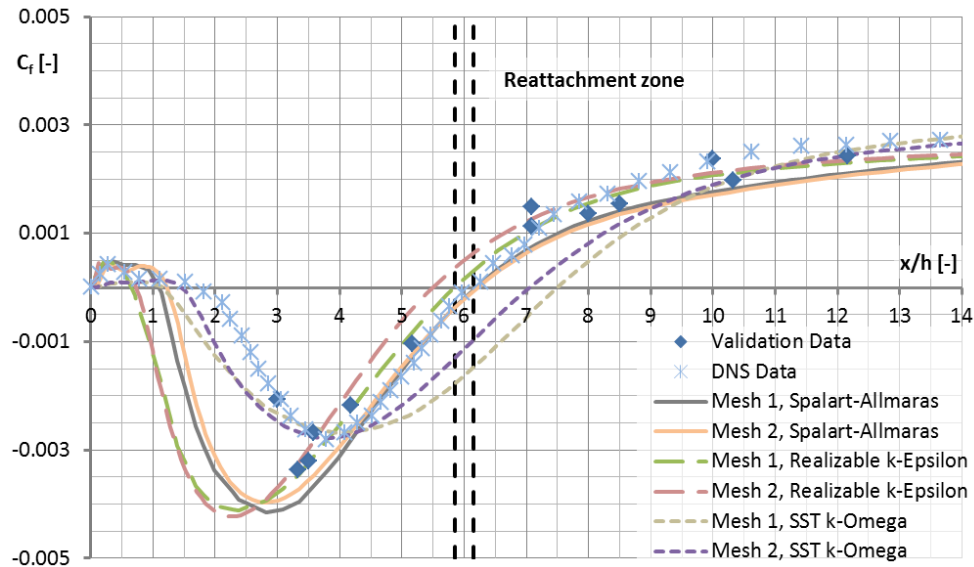 0.005
Cf [-]
Reattachment zone
0.003
0.001
x/h [-]
0 1 2 3 4 5 6 7 8 9 10 11 12 13 14
-0.001
Validation Data
DNS Data
Mesh 1, Spalart-Allmaras
Mesh 2, Spalart-Allmaras
-0.003
Mesh 1, Realizable k-Epsilon
Mesh 2, Realizable k-Epsilon
Mesh 1, SST k-Omega
Mesh 2, SST k-Omega
-0.005